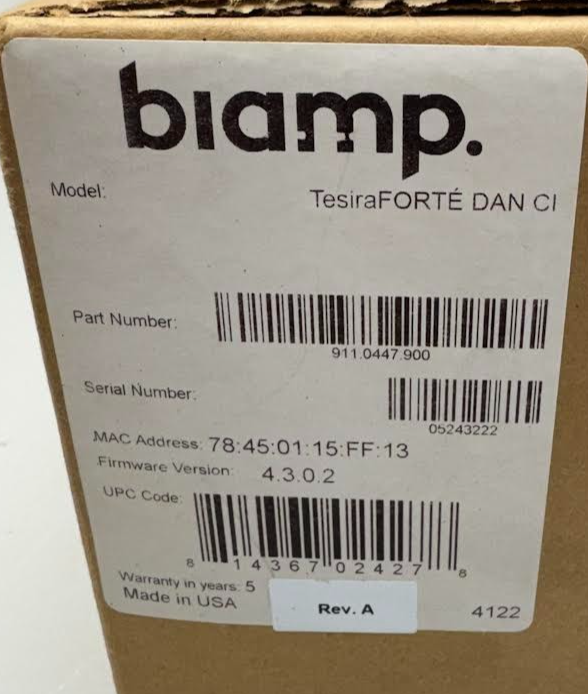 biamp.
Model: TesiraFORTÉ DAN CI
Part Number:
911.0447.900
Serial Number:
05243222
MAC Address: 78:45:01:15:FF:13
Firmware Version: 4.3.0.2
UPC Code:
8 14367 02427 8
Warranty in years: 5
Made in USA
Rev. A
4122